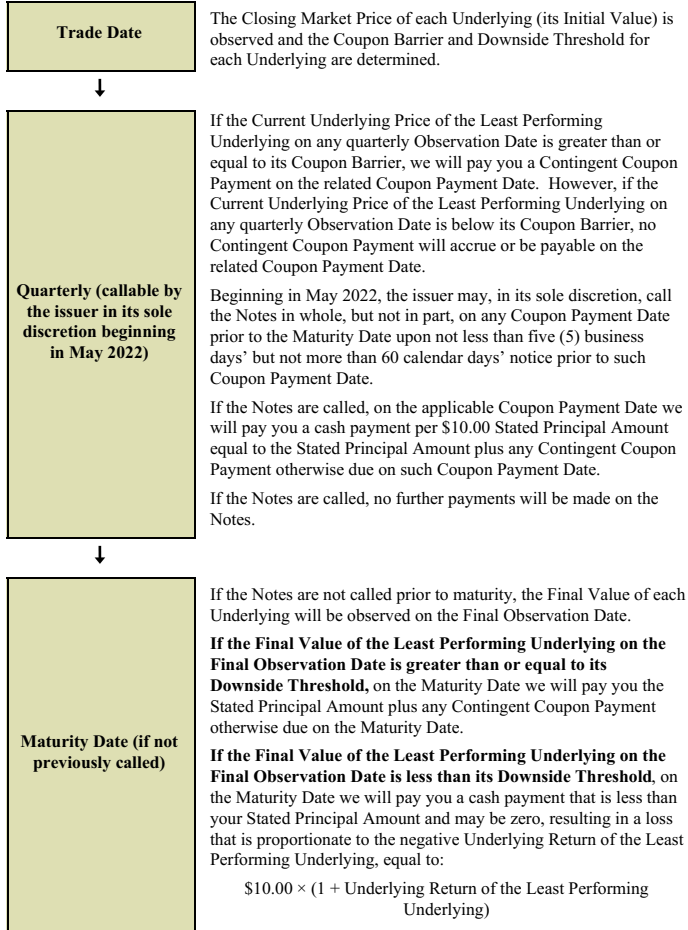 Trade Date
The Closing Market Price of each Underlying (its Initial Value) is
observed and the Coupon Barrier and Downside Threshold for
each Underlying are determined.
Quarterly (callable by
the issuer in its sole
discretion beginning
in May 2022)
If the Current Underlying Price of the Least Performing
Underlying on any quarterly Observation Date is greater than or
equal to its Coupon Barrier, we will pay you a Contingent Coupon
Payment on the related Coupon Payment Date. However, if the
Current Underlying Price of the Least Performing Underlying on
any quarterly Observation Date is below its Coupon Barrier, no
Contingent Coupon Payment will accrue or be payable on the
related Coupon Payment Date.
Beginning in May 2022, the issuer may, in its sole discretion, call
the Notes in whole, but not in part, on any Coupon Payment Date
prior to the Maturity Date upon not less than five (5) business
days’ but not more than 60 calendar days’ notice prior to such
Coupon Payment Date.
If the Notes are called, on the applicable Coupon Payment Date we
will pay you a cash payment per $10.00 Stated Principal Amount
equal to the Stated Principal Amount plus any Contingent Coupon
Payment otherwise due on such Coupon Payment Date.
If the Notes are called, no further payments will be made on the
Notes.
Maturity Date (if not
previously called)
If the Notes are not called prior to maturity, the Final Value of each
Underlying will be observed on the Final Observation Date.
If the Final Value of the Least Performing Underlying on the
Final Observation Date is greater than or equal to its
Downside Threshold, on the Maturity Date we will pay you the
Stated Principal Amount plus any Contingent Coupon Payment
otherwise due on the Maturity Date.
If the Final Value of the Least Performing Underlying on the
Final Observation Date is less than its Downside Threshold, on
the Maturity Date we will pay you a cash payment that is less than
your Stated Principal Amount and may be zero, resulting in a loss
that is proportionate to the negative Underlying Return of the Least
Performing Underlying, equal to:
$10.00 × (1 + Underlying Return of the Least Performing
Underlying)